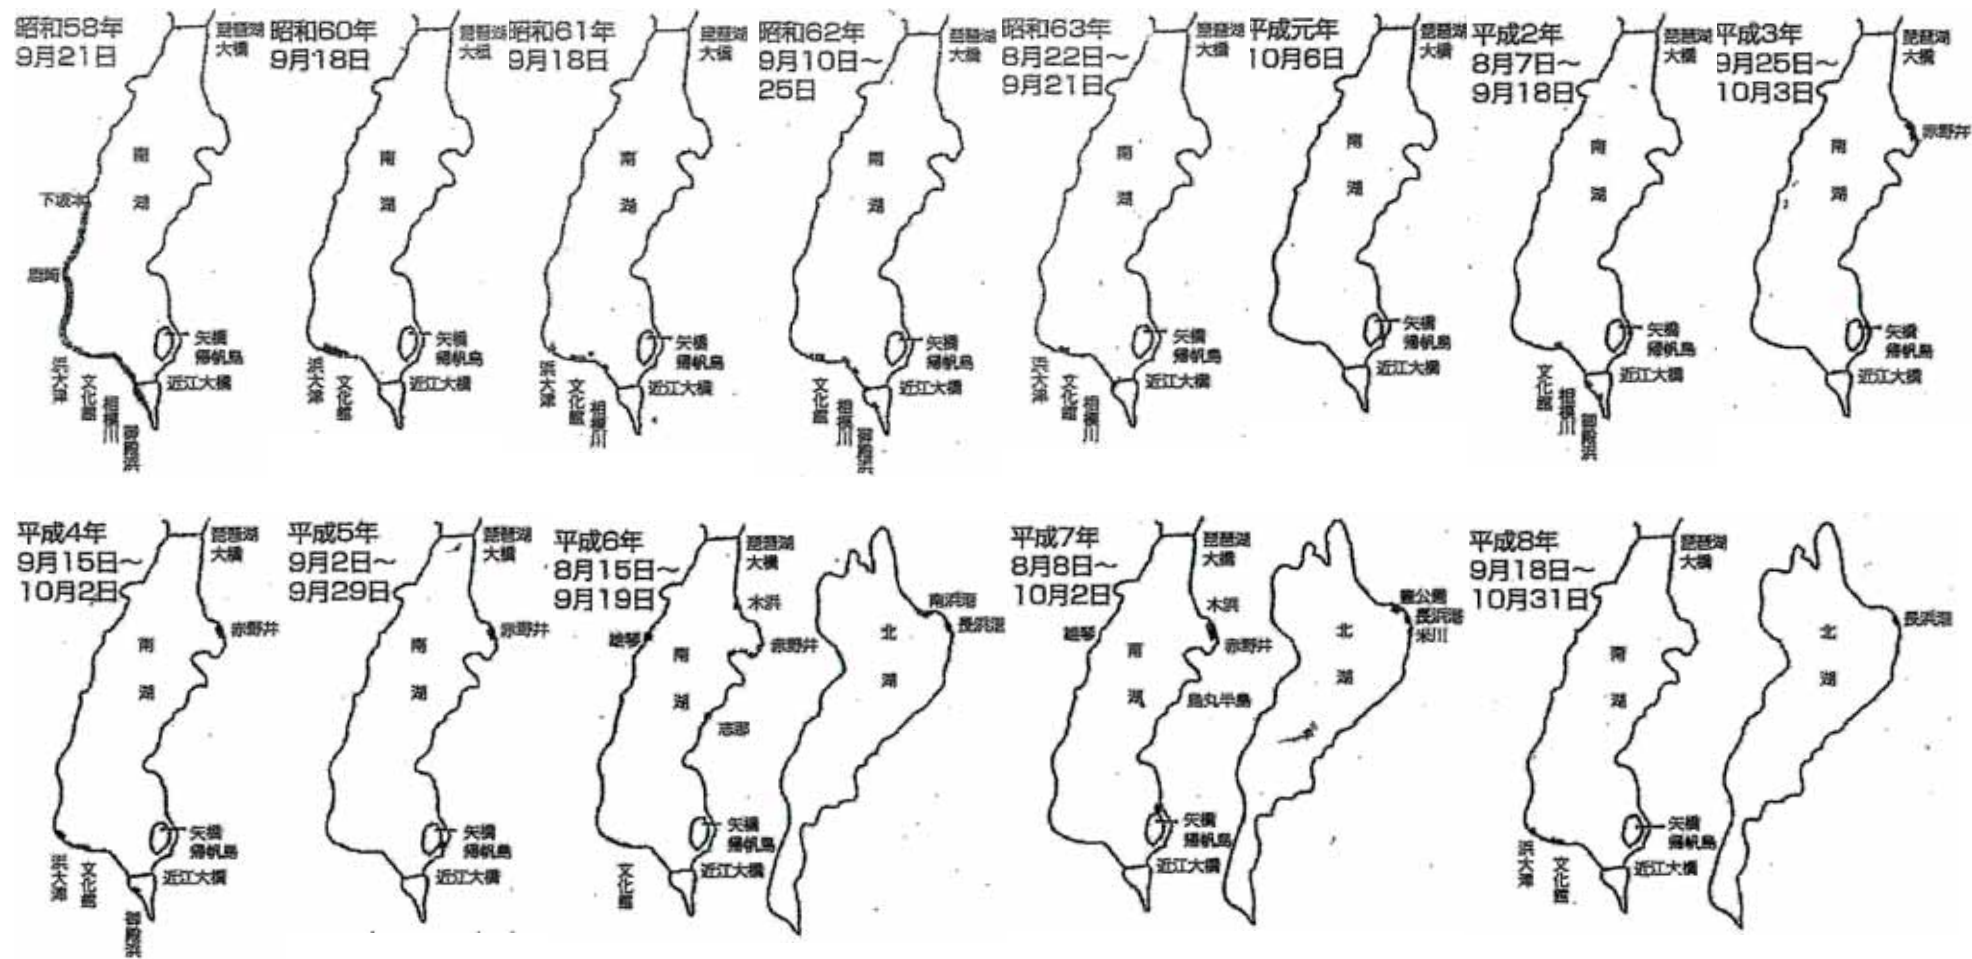 昭和58年
9月21日
琵琶湖
大橋
南
湖
下坂本
唐崎
矢橋
帰帆島
近江大橋
浜大津
文化館
相模川
御殿浜
昭和60年
9月18日
琵琶湖
大橋
南
湖
矢橋
帰帆島
近江大橋
浜大津
文化館
昭和61年
9月18日
琵琶湖
大橋
南
湖
矢橋
帰帆島
近江大橋
浜大津
文化館
相模川
昭和62年
9月10日～
25日
琵琶湖
大橋
南
湖
矢橋
帰帆島
近江大橋
文化館
相模川
御殿浜
昭和63年
8月22日～
9月21日
琵琶湖
大橋
南
湖
矢橋
帰帆島
近江大橋
浜大津
文化館
相模川
平成元年
10月6日
琵琶湖
大橋
南
湖
矢橋
帰帆島
近江大橋
平成2年
8月7日～
9月18日
琵琶湖
大橋
南
湖
矢橋
帰帆島
近江大橋
文化館
相模川
御殿浜
平成3年
9月25日～
10月3日
琵琶湖
大橋
赤野井
南
湖
矢橋
帰帆島
近江大橋
平成4年
9月15日～
10月2日
琵琶湖
大橋
赤野井
南
湖
矢橋
帰帆島
近江大橋
浜大津
文化館
御殿浜
平成5年
9月2日～
9月29日
琵琶湖
大橋
赤野井
南
湖
矢橋
帰帆島
近江大橋
平成6年
8月15日～
9月19日
琵琶湖
大橋
木浜
雄琴
赤野井
南
湖
志那
矢橋
帰帆島
近江大橋
文化館
南浜港
長浜港
北
湖
平成7年
8月8日～
10月2日
琵琶湖
大橋
木浜
雄琴
赤野井
南
湖
烏丸半島
矢橋
帰帆島
近江大橋
豊公園
長浜港
米川
北
湖
平成8年
9月18日～
10月31日
琵琶湖
大橋
南
湖
矢橋
帰帆島
近江大橋
浜大津
文化館
長浜港
北
湖